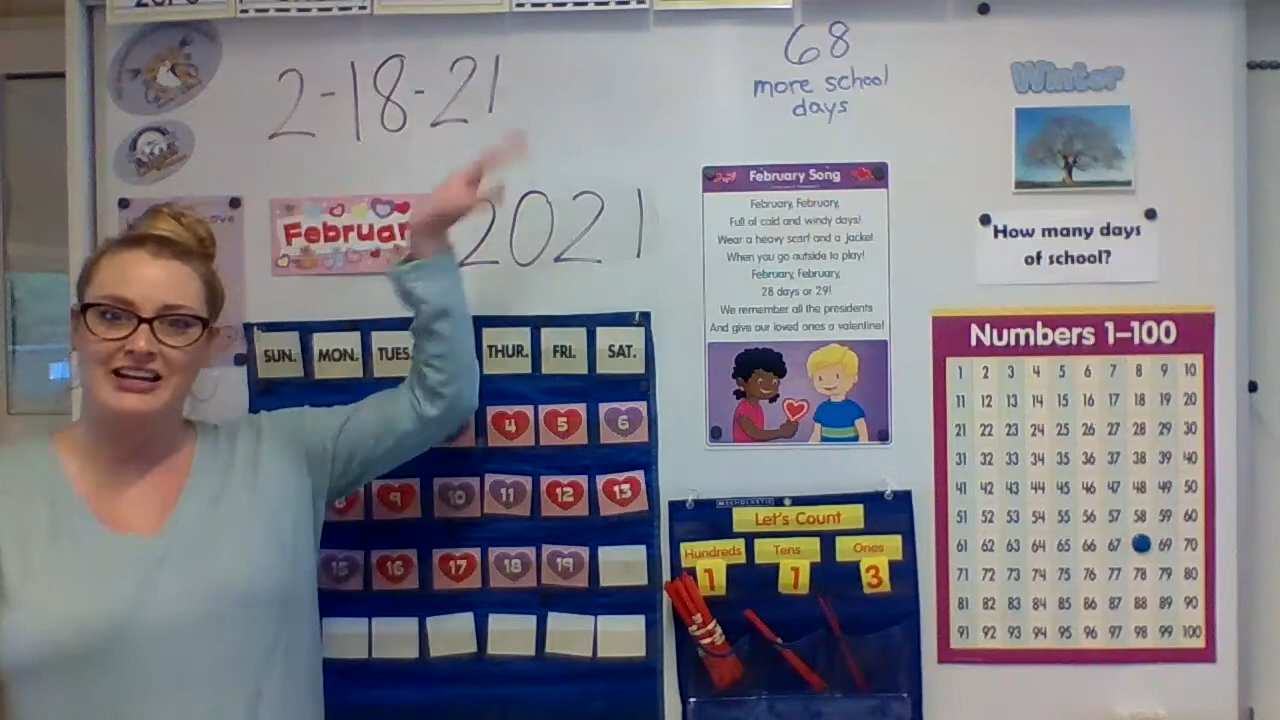 2-18-21
68
more school
days
Winter
Februar
2021
February Song
February, February,
Full of cold and windy days!
Wear a heavy scarf and a jacket
When you go outside to play!
February, February,
28 days or 29!
We remember all the presidents
And give our loved ones a valentine!
How many days
of school?
SUN. MON. TUES. THUR. FRI. SAT.
4 5 6
8 9 10 11 12 13
15 16 17 18 19
SCHOLASTIC
Let's Count
Hundreds Tens Ones
1 1 3
Numbers 1–100
1 2 3 4 5 6 7 8 9 10
11 12 13 14 15 16 17 18 19 20
21 22 23 24 25 26 27 28 29 30
31 32 33 34 35 36 37 38 39 40
41 42 43 44 45 46 47 48 49 50
51 52 53 54 55 56 57 58 59 60
61 62 63 64 65 66 67 69 70
71 72 73 74 75 76 77 78 79 80
81 82 83 84 85 86 87 88 89 90
91 92 93 94 95 96 97 98 99 100